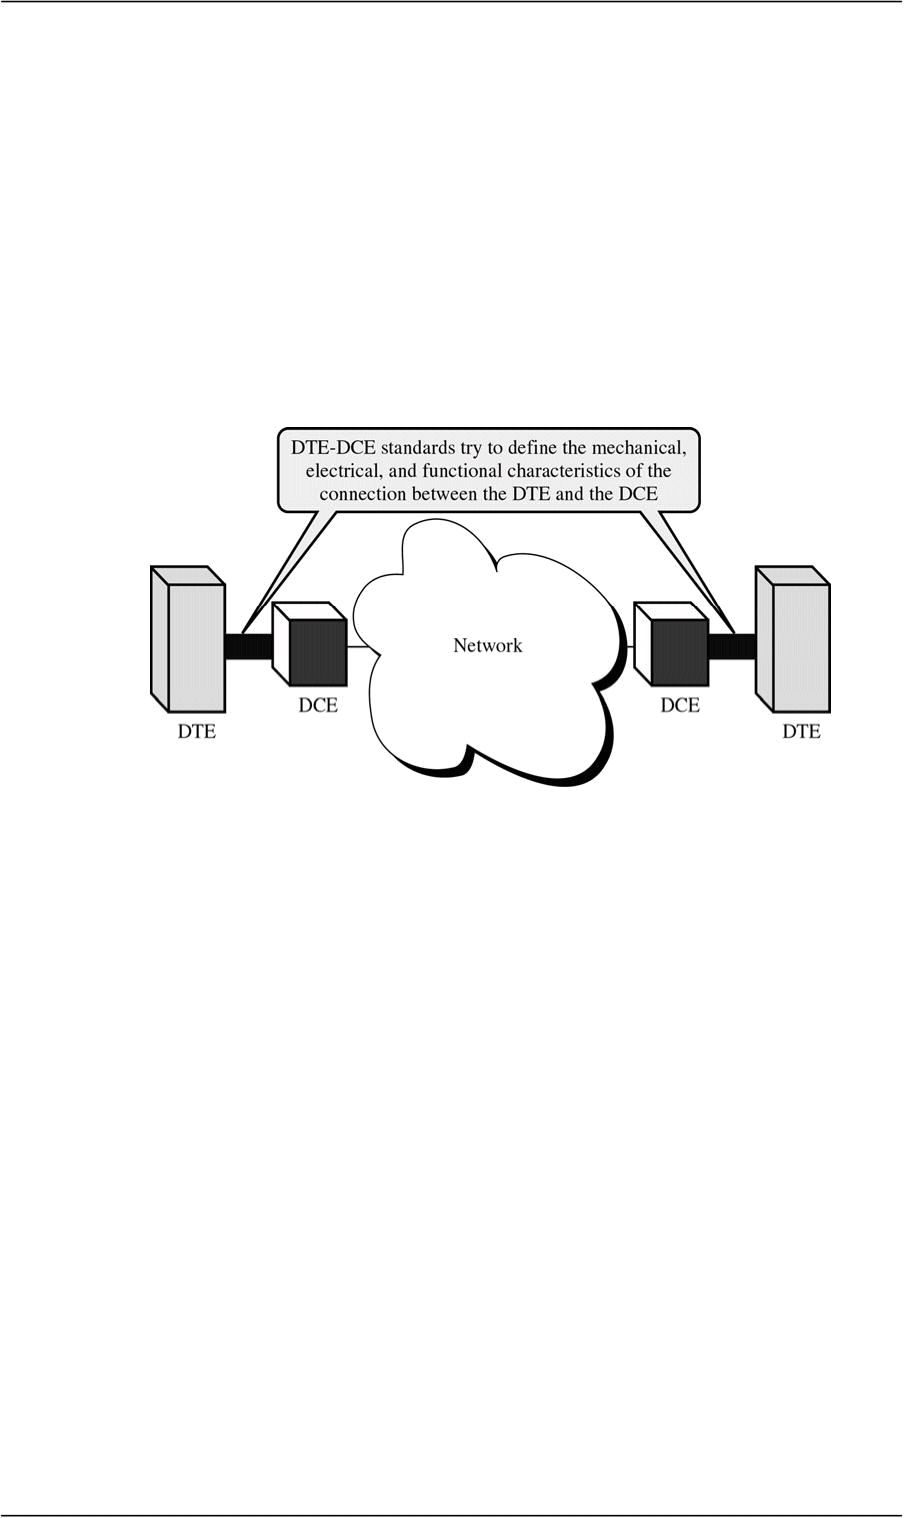 DTE-DCE standards try to define the mechanical,
electrical, and functional characteristics of the
connection between the DTE and the DCE
Network
DCE
DCE
DTE
DTE